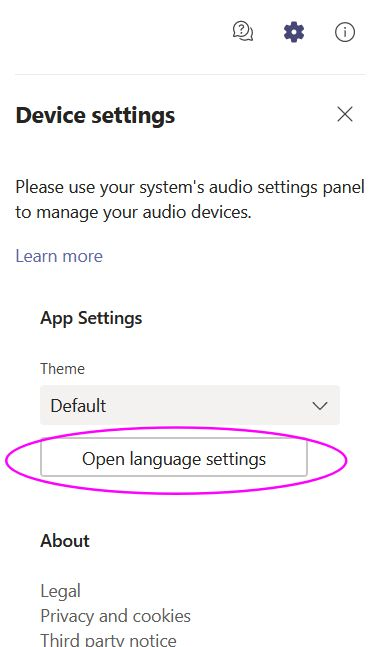 Device settings
Please use your system's audio settings panel
to manage your audio devices.
Learn more
App Settings
Theme
Default
Open language settings
About
Legal
Privacy and cookies
Third party notice